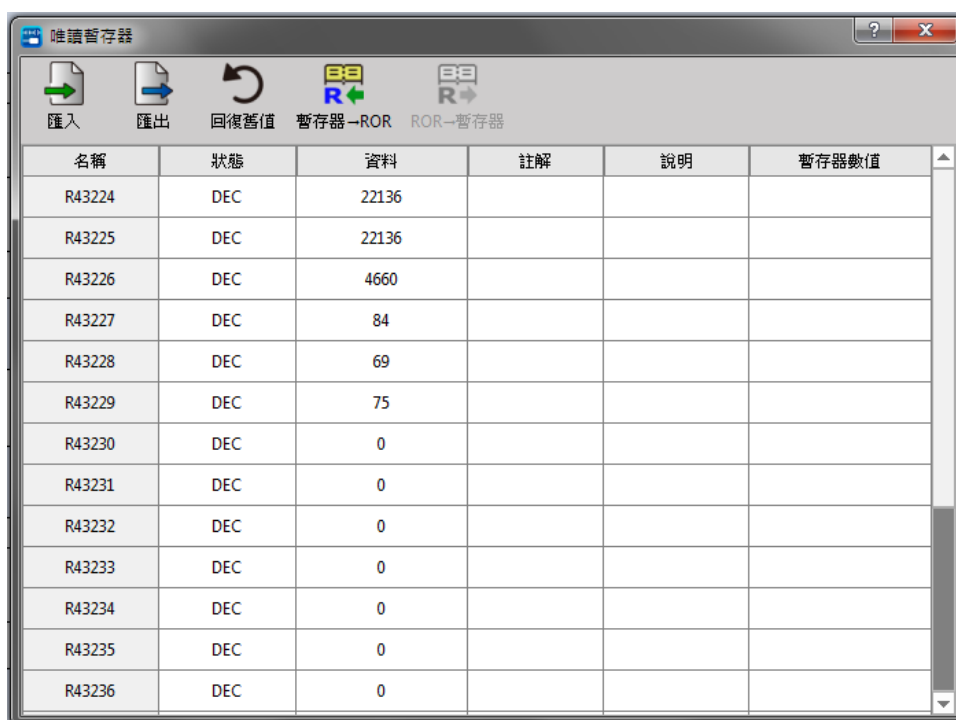 唯讀暫存器
匯入 匯出 回復舊值 暫存器→ROR ROR→暫存器
名稱 狀態 資料 註解 說明 暫存器數值
R43224 DEC 22136
R43225 DEC 22136
R43226 DEC 4660
R43227 DEC 84
R43228 DEC 69
R43229 DEC 75
R43230 DEC 0
R43231 DEC 0
R43232 DEC 0
R43233 DEC 0
R43234 DEC 0
R43235 DEC 0
R43236 DEC 0